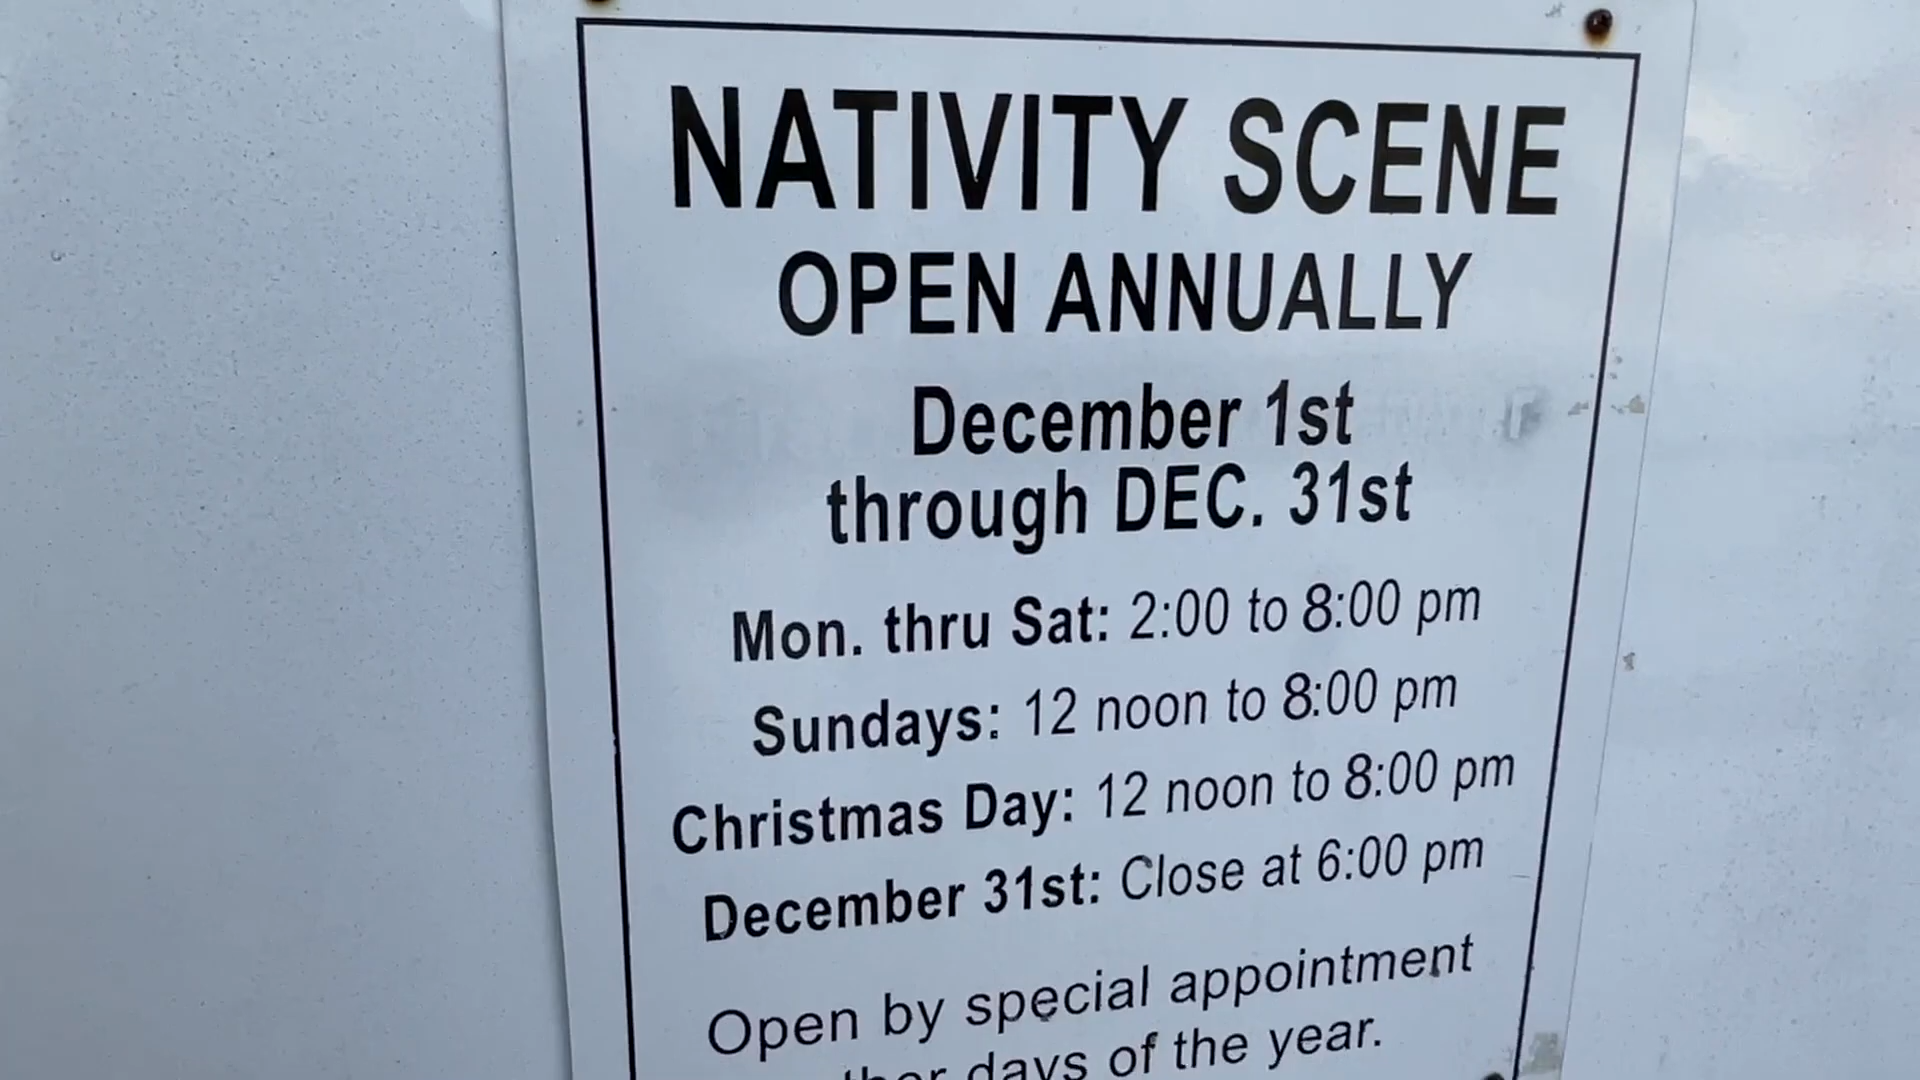 NATIVITY SCENE
OPEN ANNUALLY
December 1st
through DEC. 31st
Mon. thru Sat: 2:00 to 8:00 pm
Sundays: 12 noon to 8:00 pm
Christmas Day: 12 noon to 8:00 pm
December 31st: Close at 6:00 pm
Open by special appointment
days of the year.